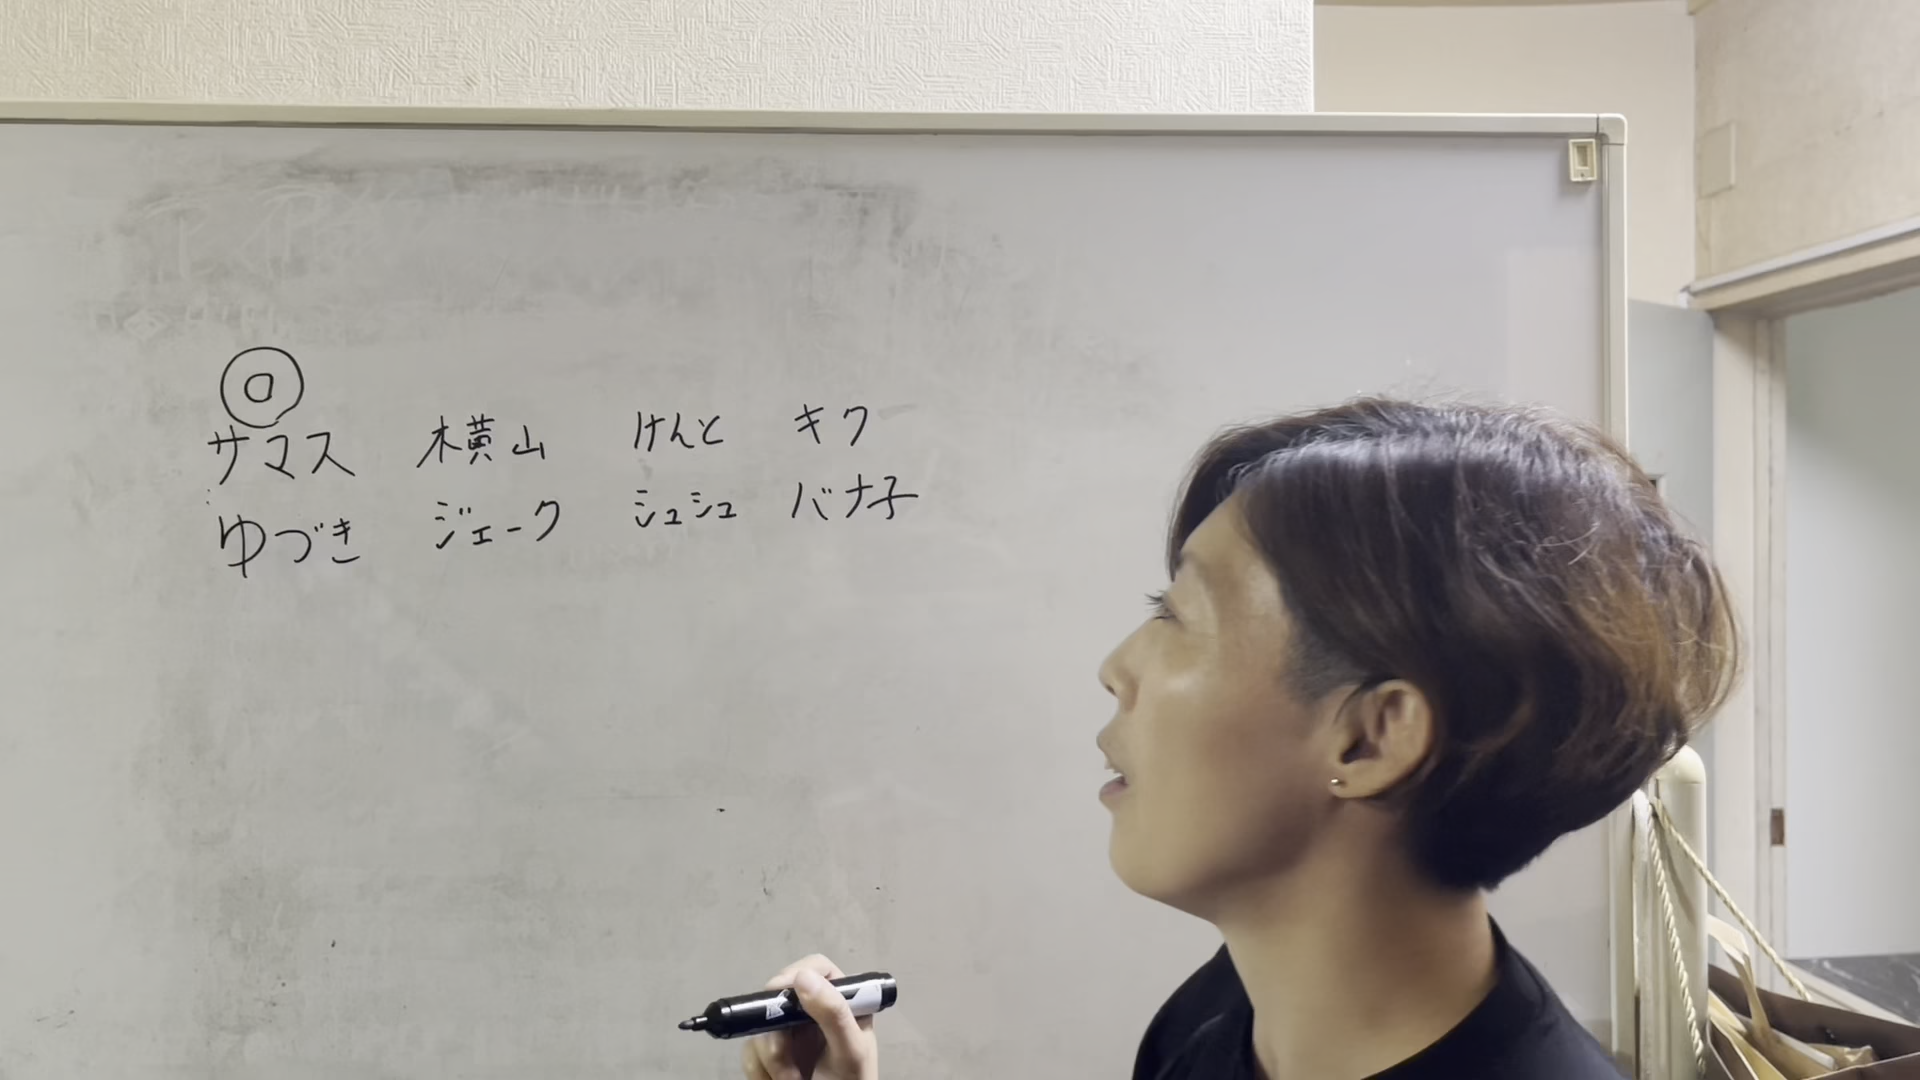 サマス 横山 けんと キク
ゆづき ジェーク シュシュ バナ子